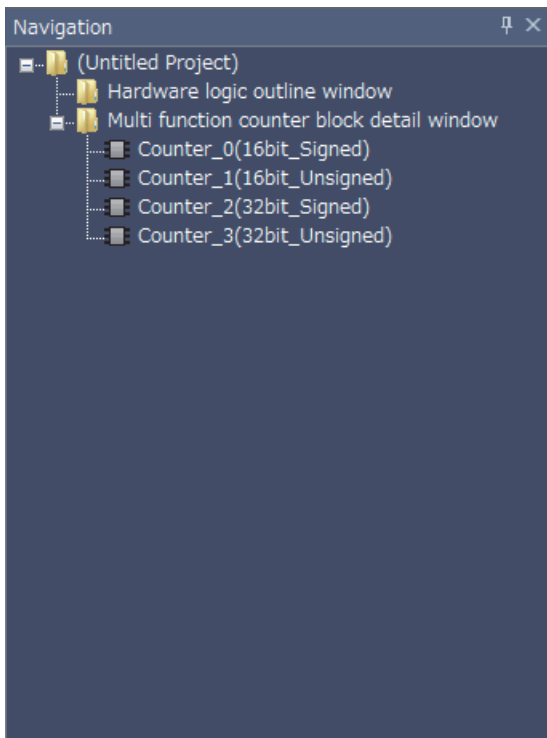 Navigation
(Untitled Project)
Hardware logic outline window
Multi function counter block detail window
Counter_0(16bit_Signed)
Counter_1(16bit_Unsigned)
Counter_2(32bit_Signed)
Counter_3(32bit_Unsigned)